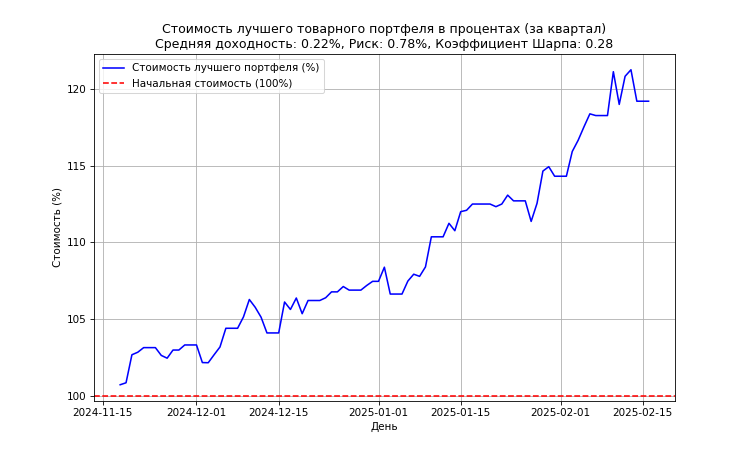 Стоимость лучшего товарного портфеля в процентах (за квартал)
Средняя доходность: 0.22%, Риск: 0.78%, Коэффициент Шарпа: 0.28
Стоимость лучшего портфеля (%)
Начальная стоимость (100%)
Стоимость (%)
120
115
110
105
100
2024-11-15
2024-12-01
2024-12-15
2025-01-01
2025-01-15
2025-02-01
2025-02-15
День